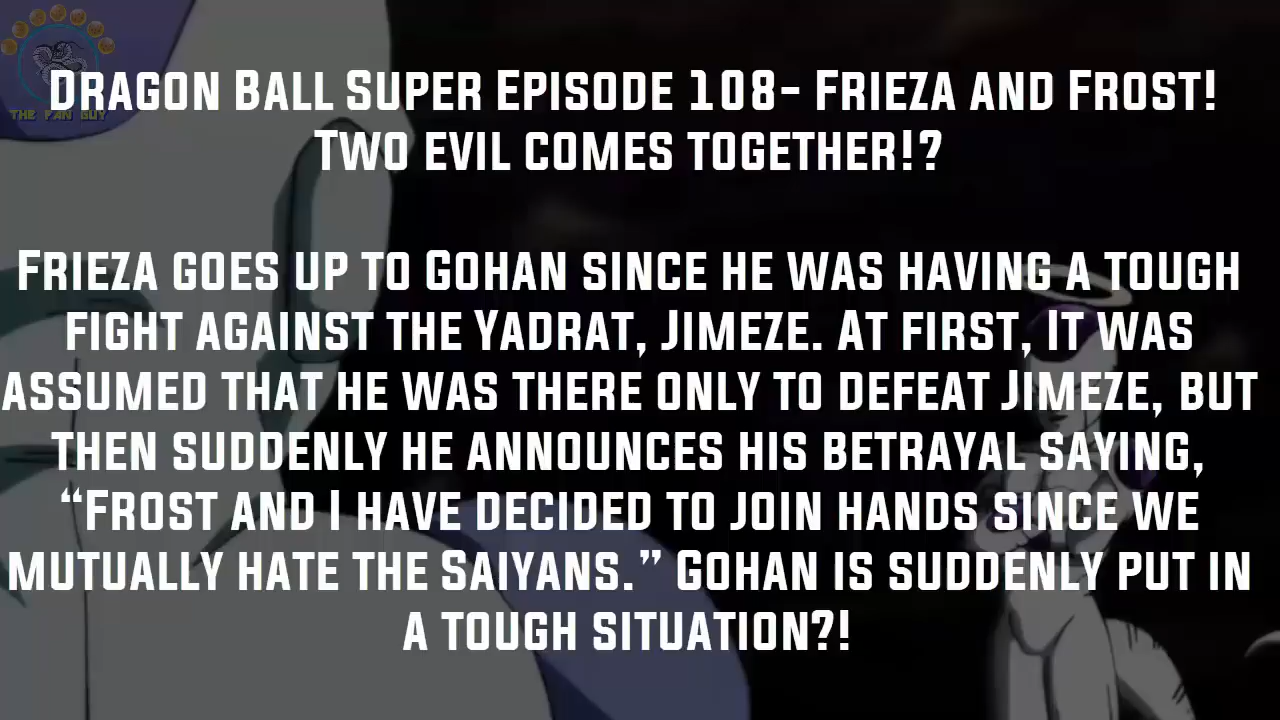 THE FAN GUY
Dragon Ball Super Episode 108- Frieza and Frost!
Two evil comes together!?
Frieza goes up to Gohan since he was having a tough
fight against the Yadrat, Jimeze. At first, It was
assumed that he was there only to defeat Jimeze, but
then suddenly he announces his betrayal saying,
“Frost and I have decided to join hands since we
mutually hate the Saiyans.” Gohan is suddenly put in
a tough situation?!